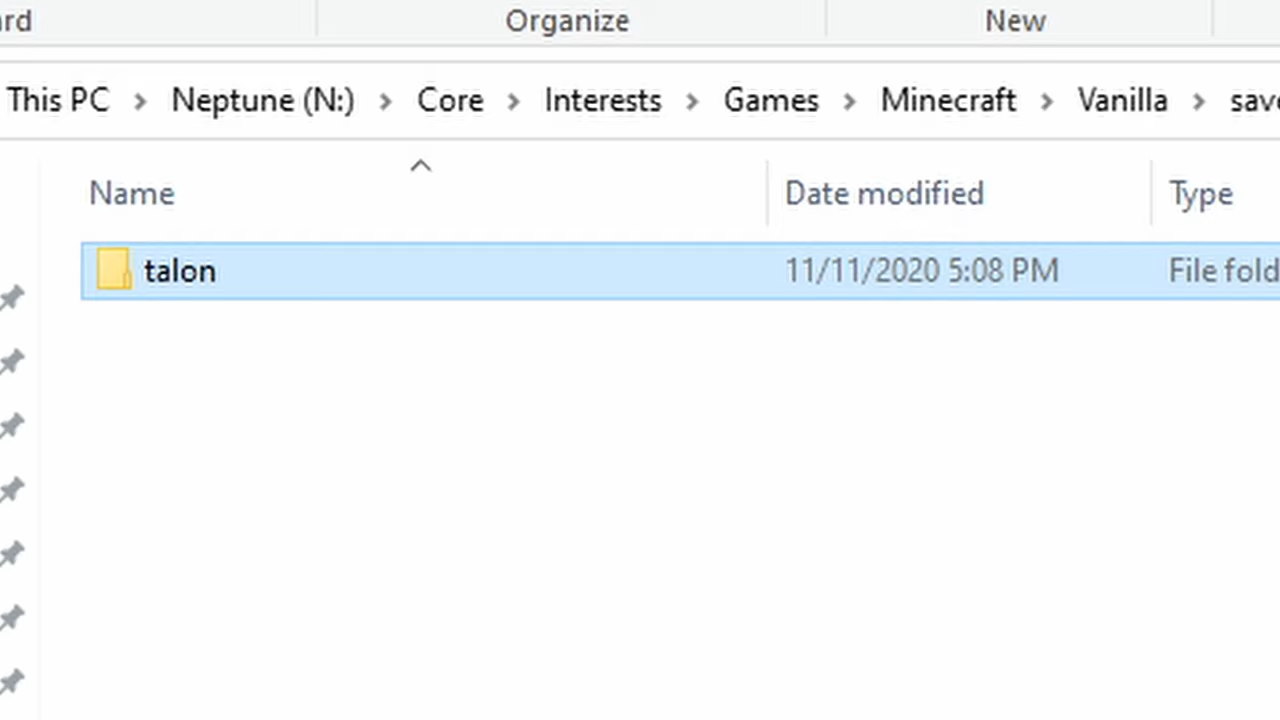 Organize New
This PC > Neptune (N:) > Core > Interests > Games > Minecraft > Vanilla >
Name Date modified Type
talon 11/11/2020 5:08 PM File